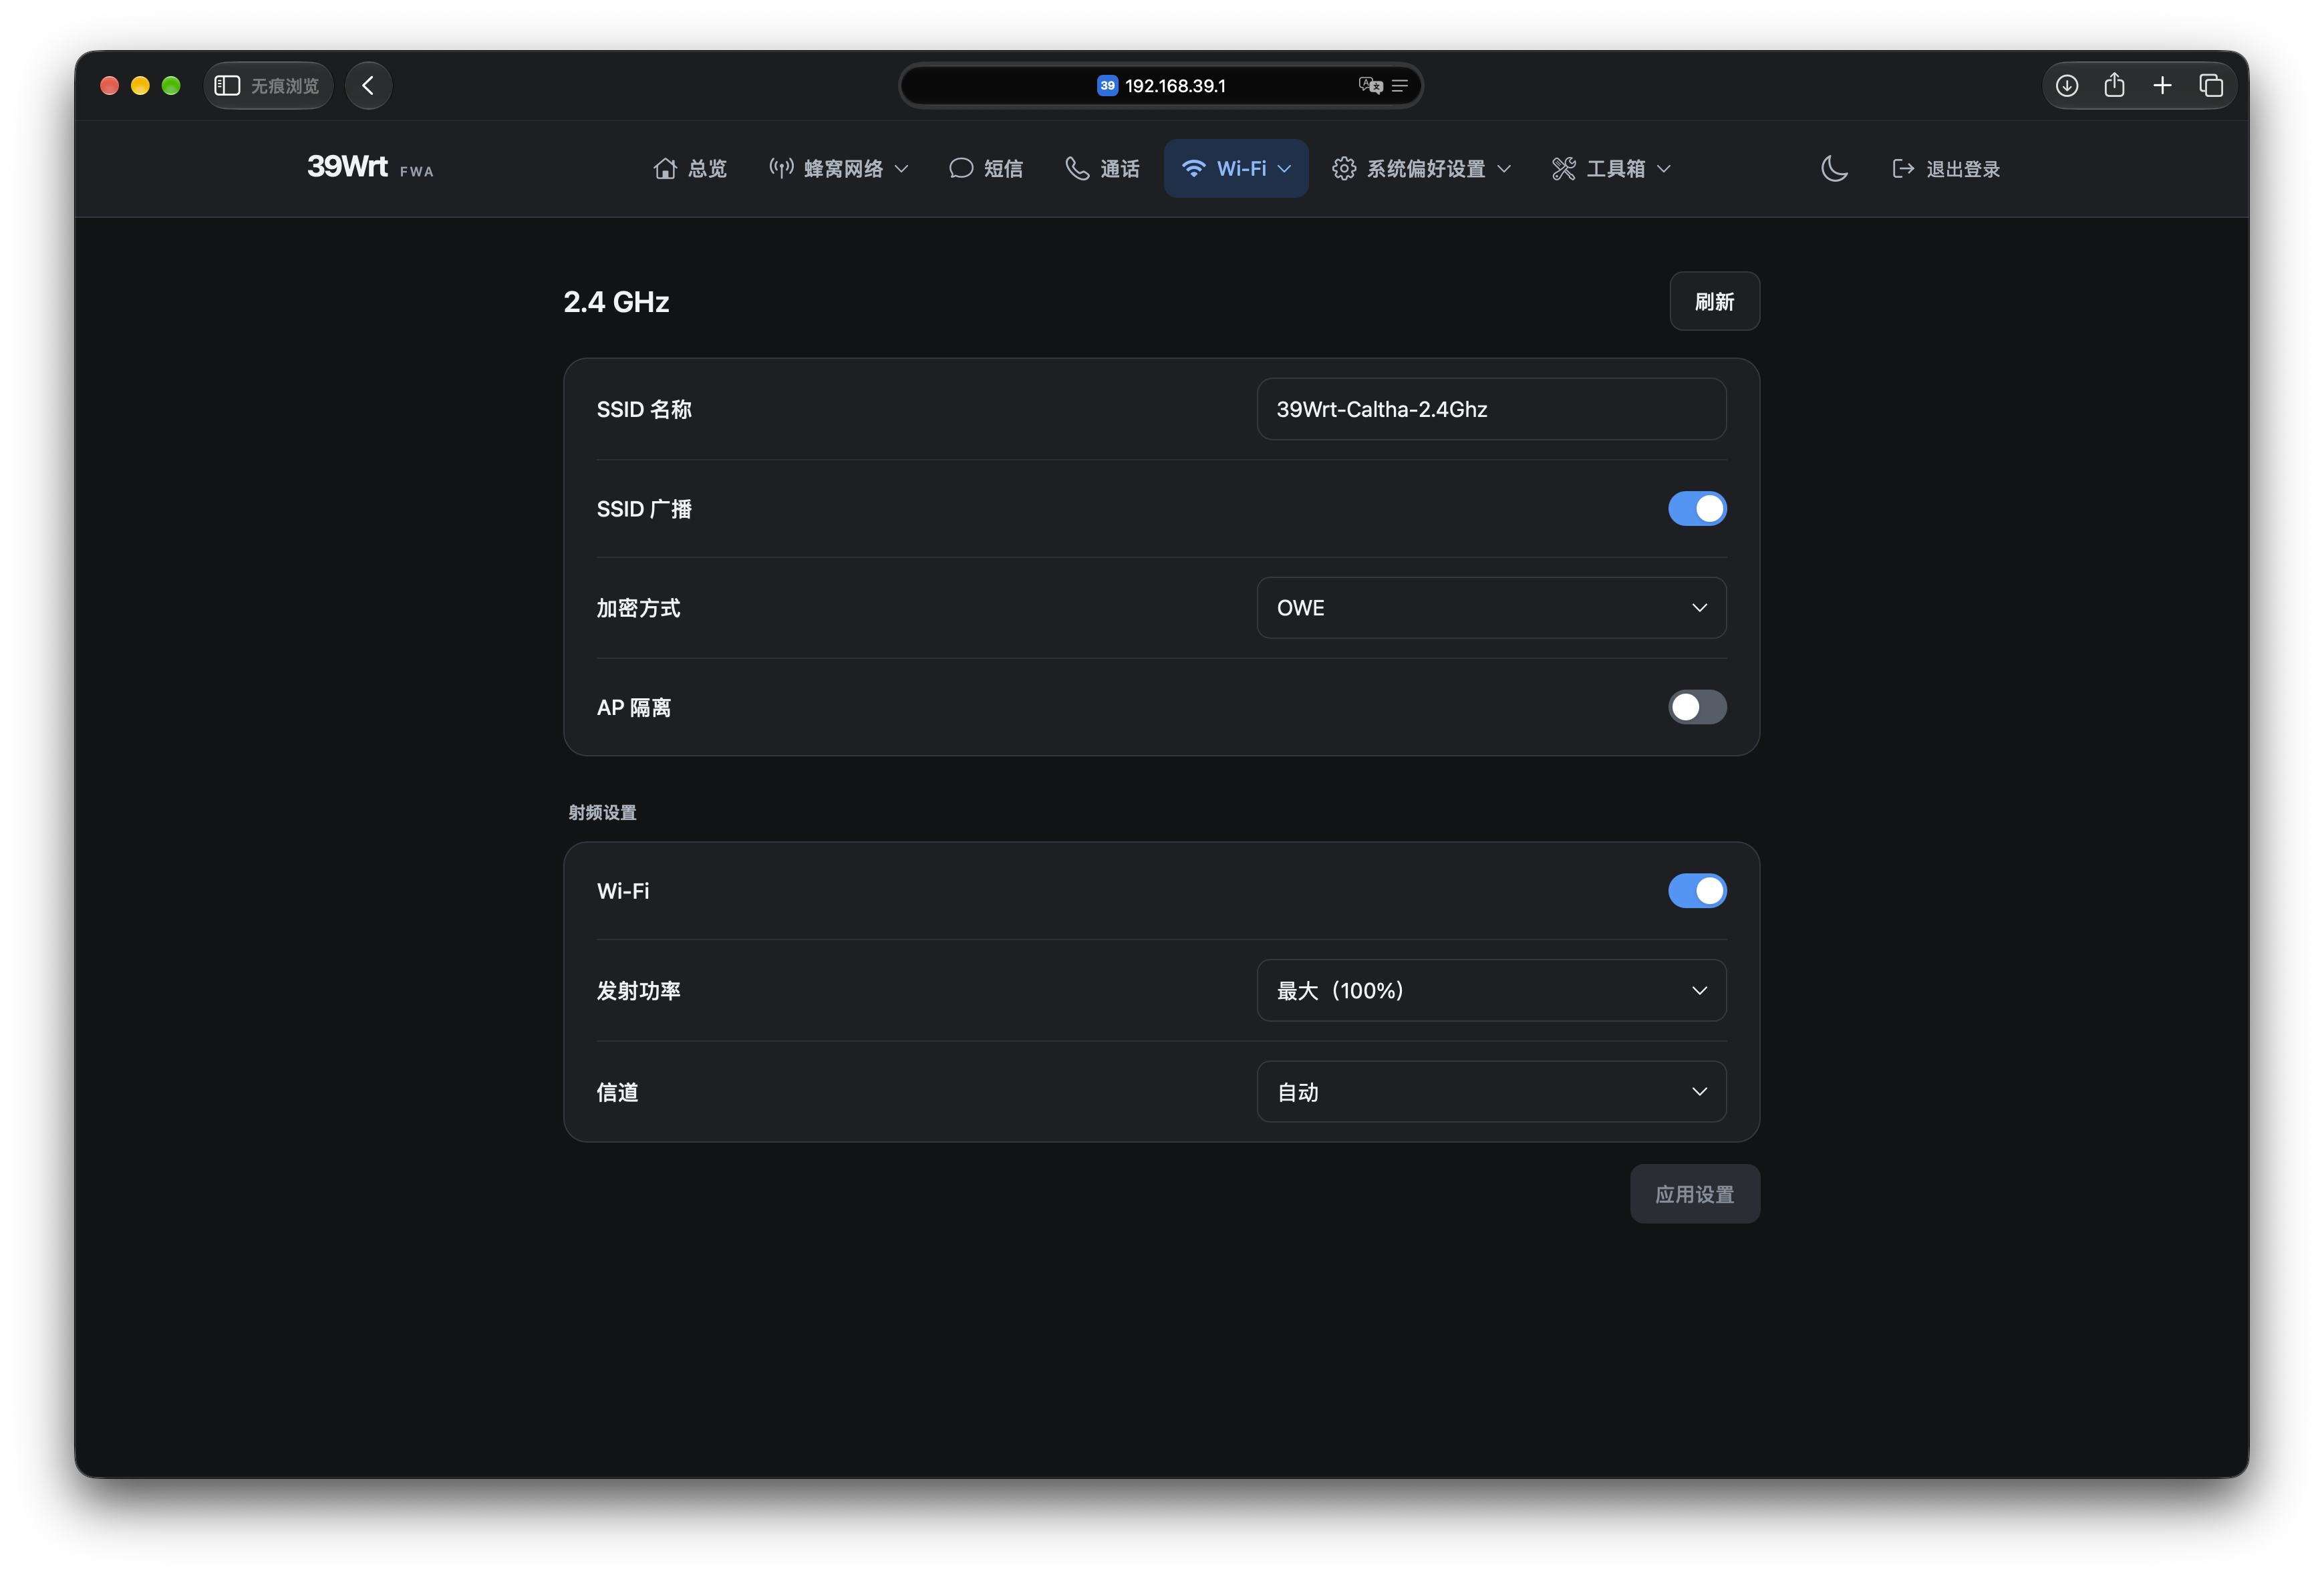 无痕浏览
39 192.168.39.1
39Wrt FWA
总览
蜂窝网络
短信
通话
Wi-Fi
系统偏好设置
工具箱
退出登录
2.4 GHz
刷新
SSID 名称
39Wrt-Caltha-2.4Ghz
SSID 广播
加密方式
OWE
AP 隔离
射频设置
Wi-Fi
发射功率
最大（100%）
信道
自动
应用设置